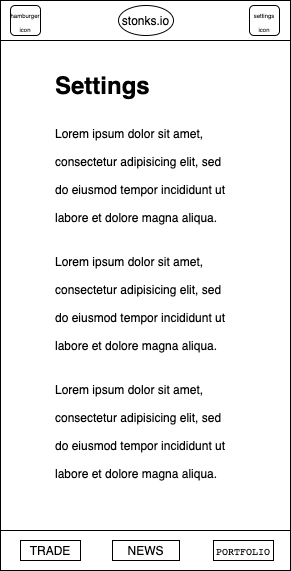 hamburger
icon
stonks.io
settings
icon
Settings
Lorem ipsum dolor sit amet,
consectetur adipisicing elit, sed
do eiusmod tempor incididunt ut
labore et dolore magna aliqua.
Lorem ipsum dolor sit amet,
consectetur adipisicing elit, sed
do eiusmod tempor incididunt ut
labore et dolore magna aliqua.
Lorem ipsum dolor sit amet,
consectetur adipisicing elit, sed
do eiusmod tempor incididunt ut
labore et dolore magna aliqua.
TRADE
NEWS
PORTFOLIO